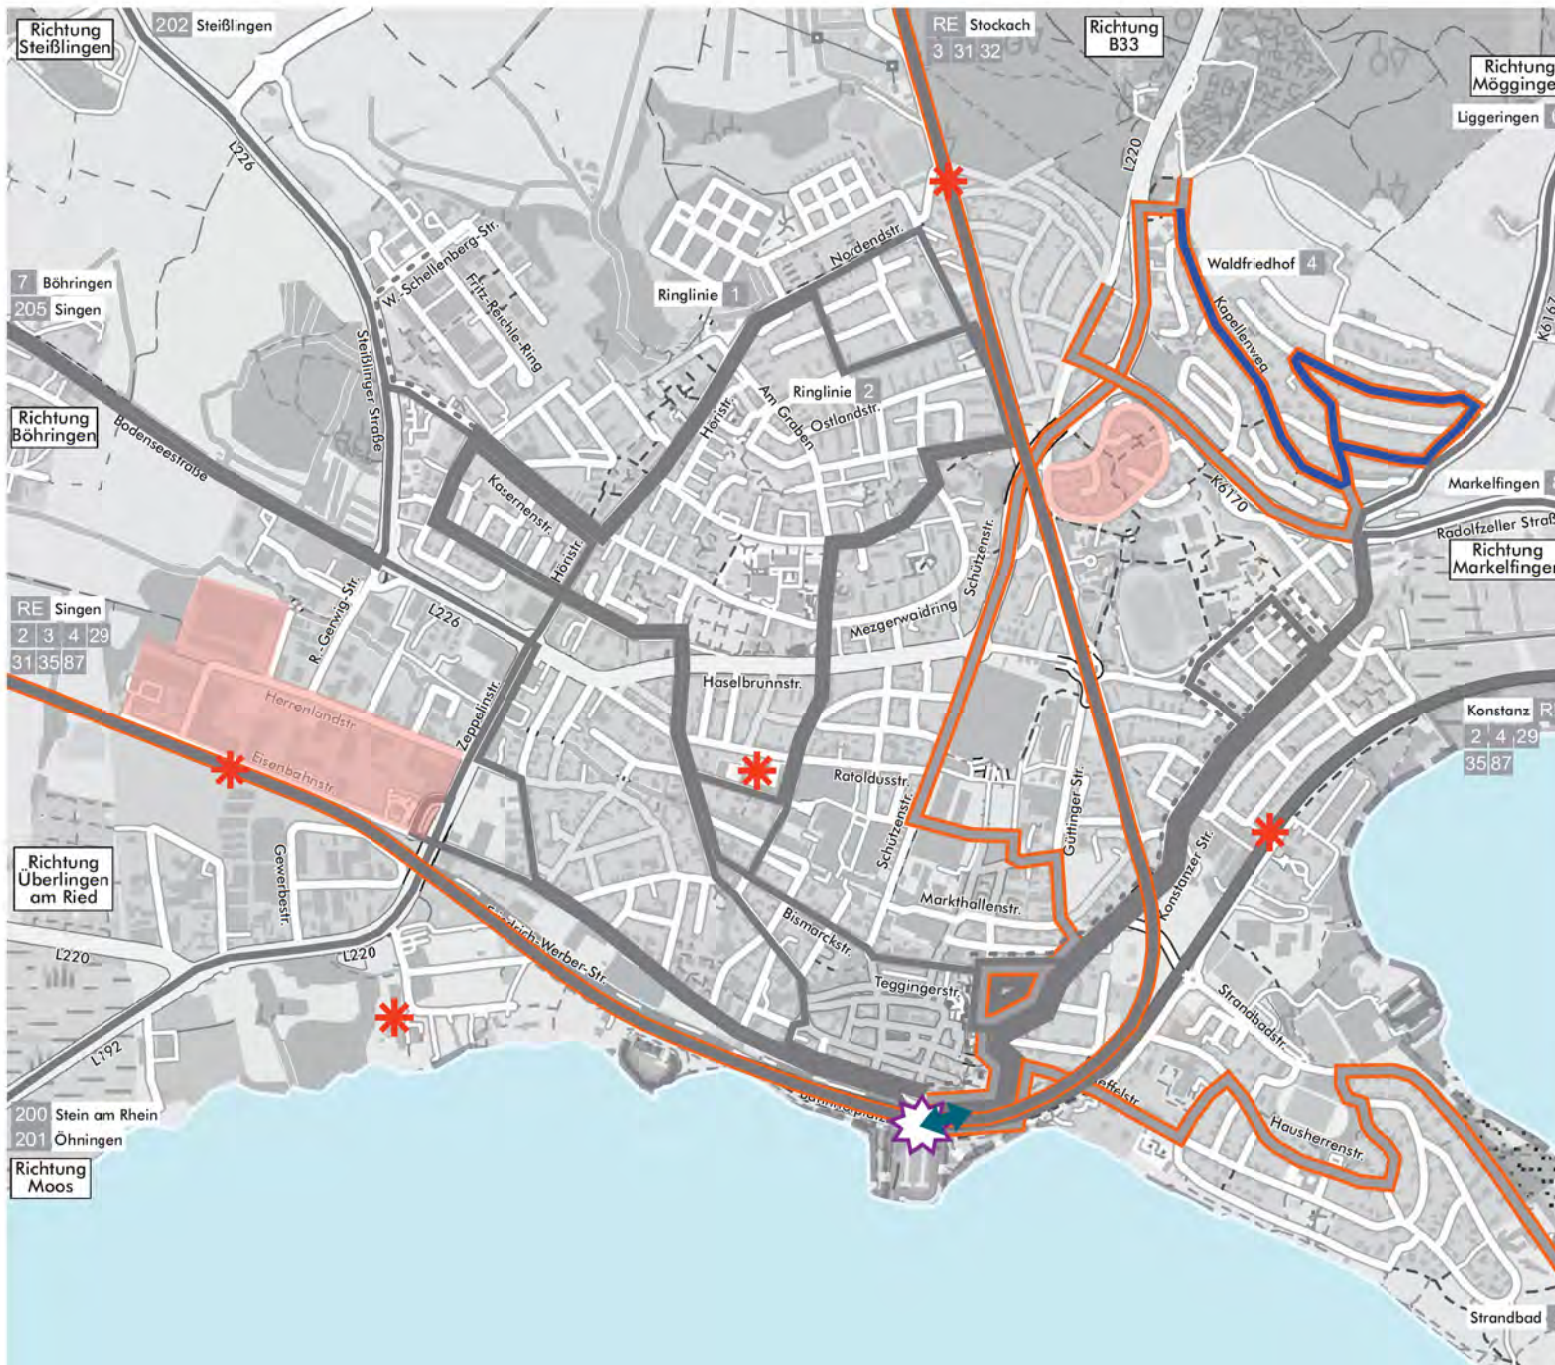 Richtung
Steißlingen
202 Steißlingen
RE Stockach
3 31 32
Richtung
B33
Richtung
Liggeringen
L226
L220
W.-Schellenberg-Str.
Fritz-Reichle-Ring
Nordendstr.
Ringlinie 1
Waldfriedhof 4
Kapellenweg
K6167
7 Böhringen
205 Singen
Steißlinger Straße
Höristr.
Am Graben
Ringlinie 2
Ostlandstr.
Richtung
Böhringen
Bodenseestraße
Kasernenstr.
Höristr.
K6170
Markelfingen
Radolfzeller Straß
Richtung
Markelfingen
Schützenstr.
Mezgerwaidring
R.-Gerwig-Str.
L226
RE Singen
2 3 4 29
31 35 87
Haselbrunnstr.
Herrenlandstr.
Eisenbahnstr.
Zeppelinstr.
Konstanz R
2 4 29
35 87
Ratoldusstr.
Schützenstr.
Güttinger Str.
Konstanzer Str.
Richtung
Überlingen
am Ried
Gewerbestr.
Markthallenstr.
Bismarckstr.
L220
L220
Friedrich-Werber-Str.
Teggingerstr.
Strandbadstr.
L192
200 Stein am Rhein
201 Öhningen
Richtung
Moos
Hausherrenstr.
Strandbad